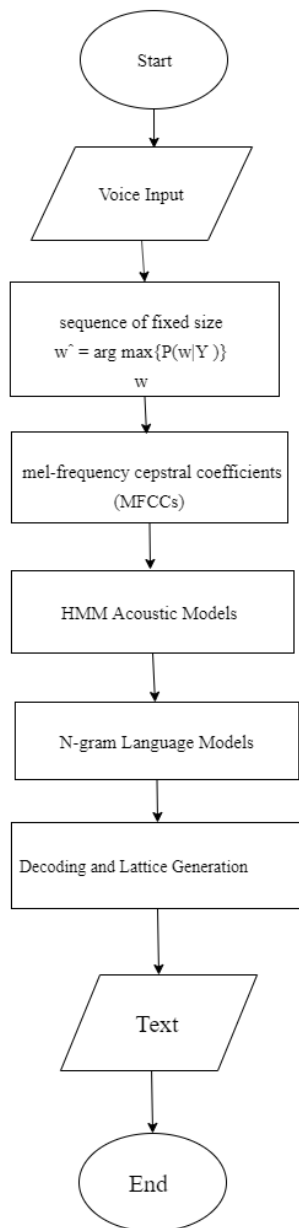 Start
Voice Input
sequence of fixed size
wˆ = arg max{P(w|Y )}
w
mel-frequency cepstral coefficients
(MFCCs)
HMM Acoustic Models
N-gram Language Models
Decoding and Lattice Generation
Text
End